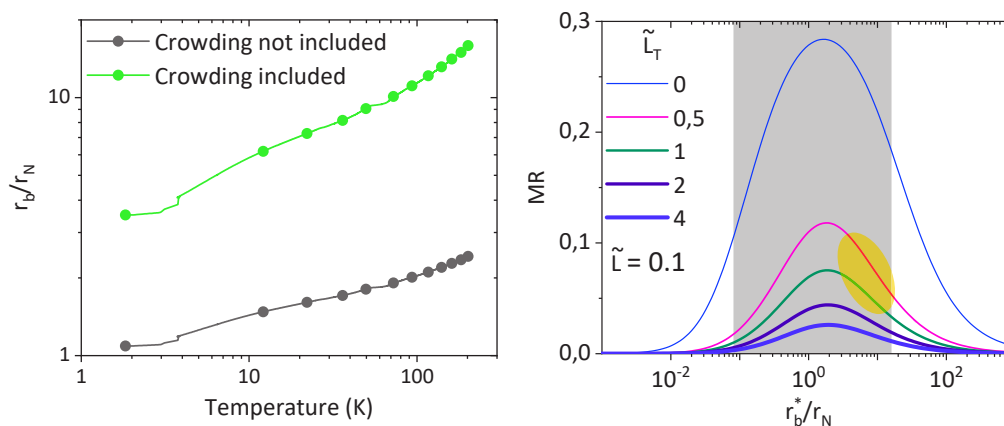 Crowding not included
Crowding included
r_b/r_N
10
1
1
10
100
Temperature (K)
0,3
0,2
0,1
0,0
MR
L̃_T
0
0,5
1
2
4
L̃ = 0.1
10^-2
10^0
10^2
r_b^*/r_N